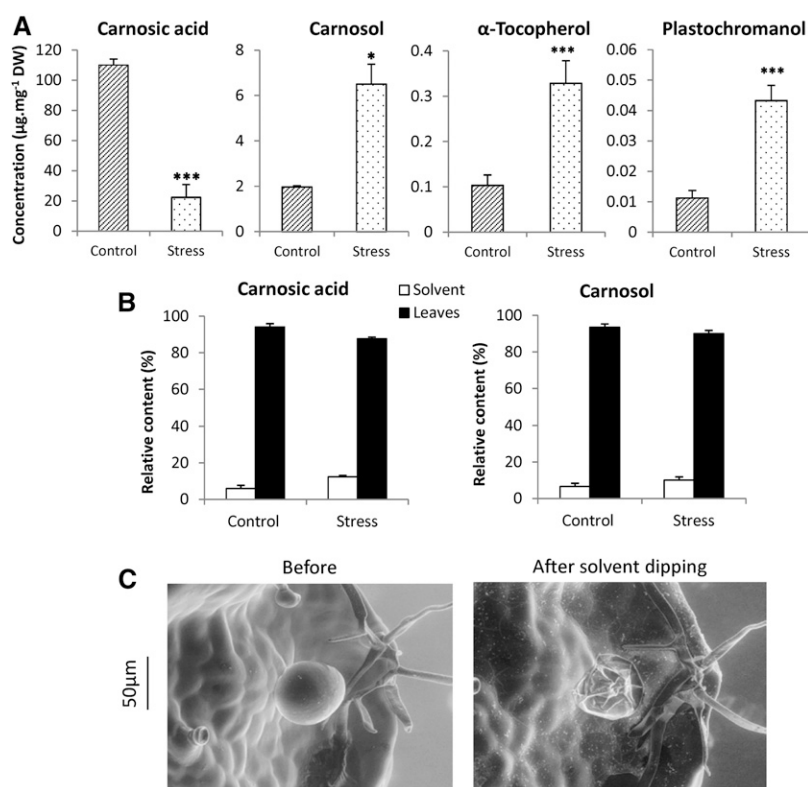 A
Carnosic acid
Concentration (µg.mg⁻¹ DW)
120
100
80
60
40
20
0
***
Control
Stress
Carnosol
8
6
4
2
0
*
Control
Stress
α-Tocopherol
0.4
0.3
0.2
0.1
0
***
Control
Stress
Plastochromanol
0.06
0.05
0.04
0.03
0.02
0.01
0
***
Control
Stress
B
Carnosic acid
Relative content (%)
100
80
60
40
20
0
Control
Stress
Solvent
Leaves
Carnosol
Relative content (%)
100
80
60
40
20
0
Control
Stress
C
Before
After solvent dipping
50µm